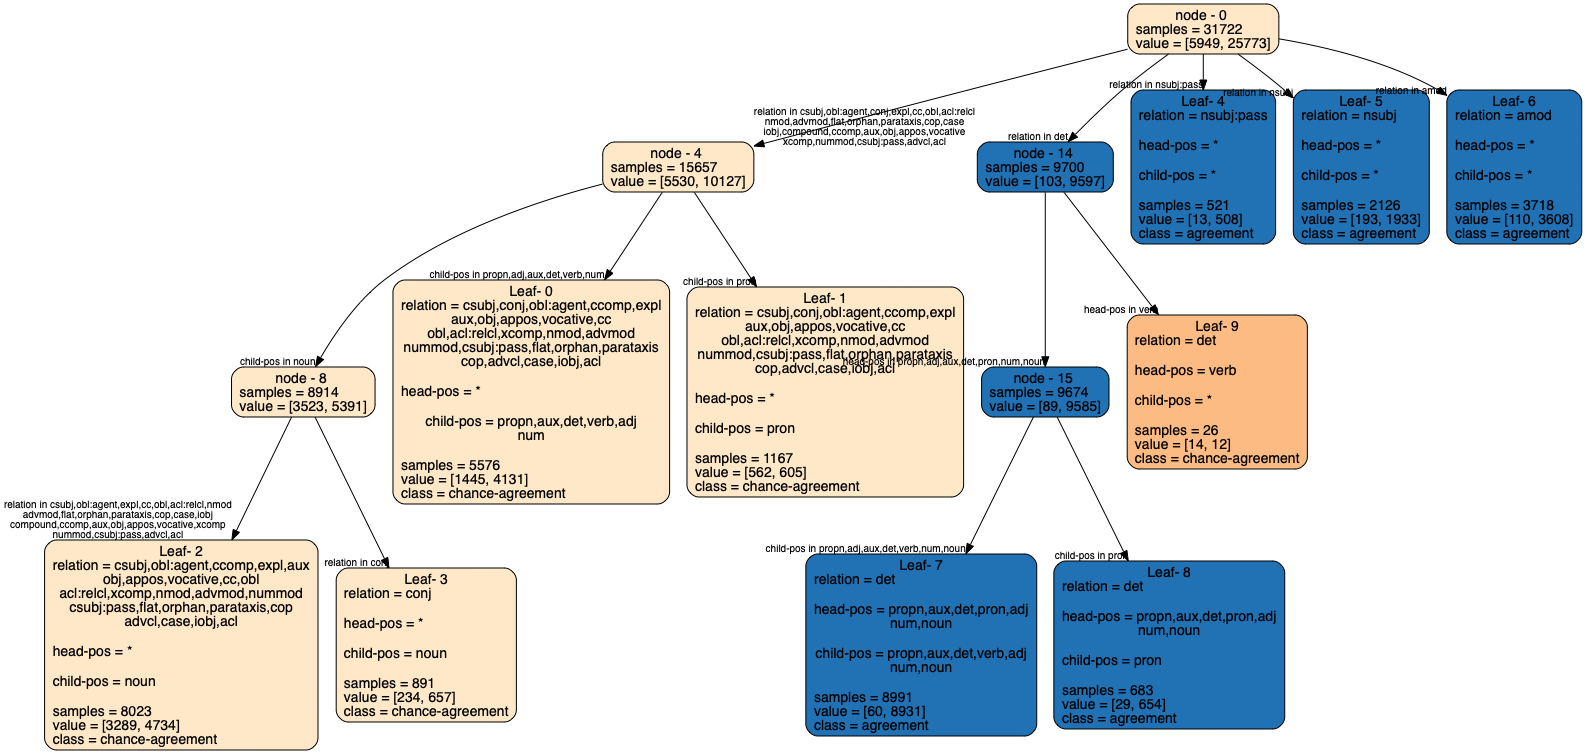 node - 0
samples = 31722
value = [5949, 25773]
relation in csubj,obl:agent,conj,expl,cc,obl,acl:relcl
nmod,advmod,flat,orphan,parataxis,cop,case
iobj,compound,ccomp,aux,obj,appos,vocative
xcomp,nummod,csubj:pass,advcl,acl
relation in det
relation in nsubj:pass
relation in nsubj
relation in amod
node - 4
samples = 15657
value = [5530, 10127]
node - 14
samples = 9700
value = [103, 9597]
Leaf- 4
relation = nsubj:pass
head-pos = *
child-pos = *
samples = 521
value = [13, 508]
class = agreement
Leaf- 5
relation = nsubj
head-pos = *
child-pos = *
samples = 2126
value = [193, 1933]
class = agreement
Leaf- 6
relation = amod
head-pos = *
child-pos = *
samples = 3718
value = [110, 3608]
class = agreement
child-pos in noun
child-pos in propn,adj,aux,det,verb,num
child-pos in pron
head-pos in propn,adj,aux,det,pron,num,noun
head-pos in verb
node - 8
samples = 8914
value = [3523, 5391]
Leaf- 0
relation = csubj,conj,obl:agent,ccomp,expl
aux,obj,appos,vocative,cc
obl,acl:relcl,xcomp,nmod,advmod
nummod,csubj:pass,flat,orphan,parataxis
cop,advcl,case,iobj,acl
head-pos = *
child-pos = propn,aux,det,verb,adj
num
samples = 5576
value = [1445, 4131]
class = chance-agreement
Leaf- 1
relation = csubj,conj,obl:agent,ccomp,expl
aux,obj,appos,vocative,cc
obl,acl:relcl,xcomp,nmod,advmod
nummod,csubj:pass,flat,orphan,parataxis
cop,advcl,case,iobj,acl
head-pos = *
child-pos = pron
samples = 1167
value = [562, 605]
class = chance-agreement
node - 15
samples = 9674
value = [89, 9585]
Leaf- 9
relation = det
head-pos = verb
child-pos = *
samples = 26
value = [14, 12]
class = chance-agreement
relation in csubj,obl:agent,expl,cc,obl,acl:relcl,nmod
advmod,flat,orphan,parataxis,cop,case,iobj
compound,ccomp,aux,obj,appos,vocative,xcomp
nummod,csubj:pass,advcl,acl
relation in conj
child-pos in propn,adj,aux,det,verb,num,noun
child-pos in pron
Leaf- 2
relation = csubj,obl:agent,ccomp,expl,aux
obj,appos,vocative,cc,obl
acl:relcl,xcomp,nmod,advmod,nummod
csubj:pass,flat,orphan,parataxis,cop
advcl,case,iobj,acl
head-pos = *
child-pos = noun
samples = 8023
value = [3289, 4734]
class = chance-agreement
Leaf- 3
relation = conj
head-pos = *
child-pos = noun
samples = 891
value = [234, 657]
class = chance-agreement
Leaf- 7
relation = det
head-pos = propn,aux,det,pron,adj
num,noun
child-pos = propn,aux,det,verb,adj
num,noun
samples = 8991
value = [60, 8931]
class = agreement
Leaf- 8
relation = det
head-pos = propn,aux,det,pron,adj
num,noun
child-pos = pron
samples = 683
value = [29, 654]
class = agreement